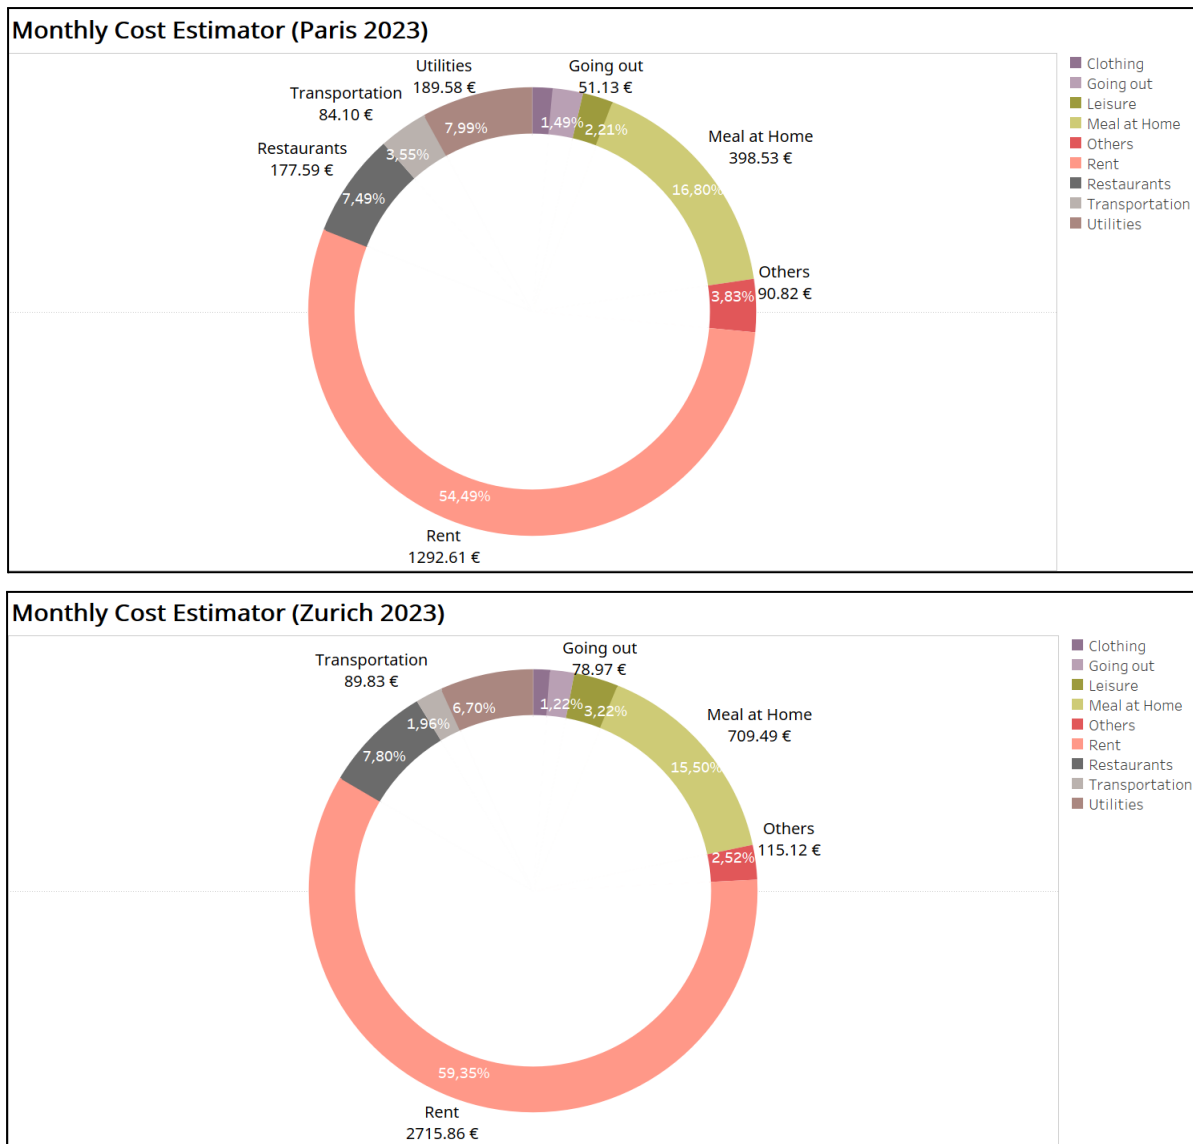 Monthly Cost Estimator (Paris 2023)
Utilities
189.58 €
Going out
51.13 €
Transportation
84.10 €
Restaurants
177.59 €
Meal at Home
398.53 €
Others
90.82 €
Rent
1292.61 €
7,99%
1,49%
2,21%
3,55%
7,49%
16,80%
3,83%
54,49%
Clothing
Going out
Leisure
Meal at Home
Others
Rent
Restaurants
Transportation
Utilities
Monthly Cost Estimator (Zurich 2023)
Going out
78.97 €
Transportation
89.83 €
Meal at Home
709.49 €
Others
115.12 €
Rent
2715.86 €
6,70%
1,22%
3,22%
1,96%
7,80%
15,50%
2,52%
59,35%
Clothing
Going out
Leisure
Meal at Home
Others
Rent
Restaurants
Transportation
Utilities